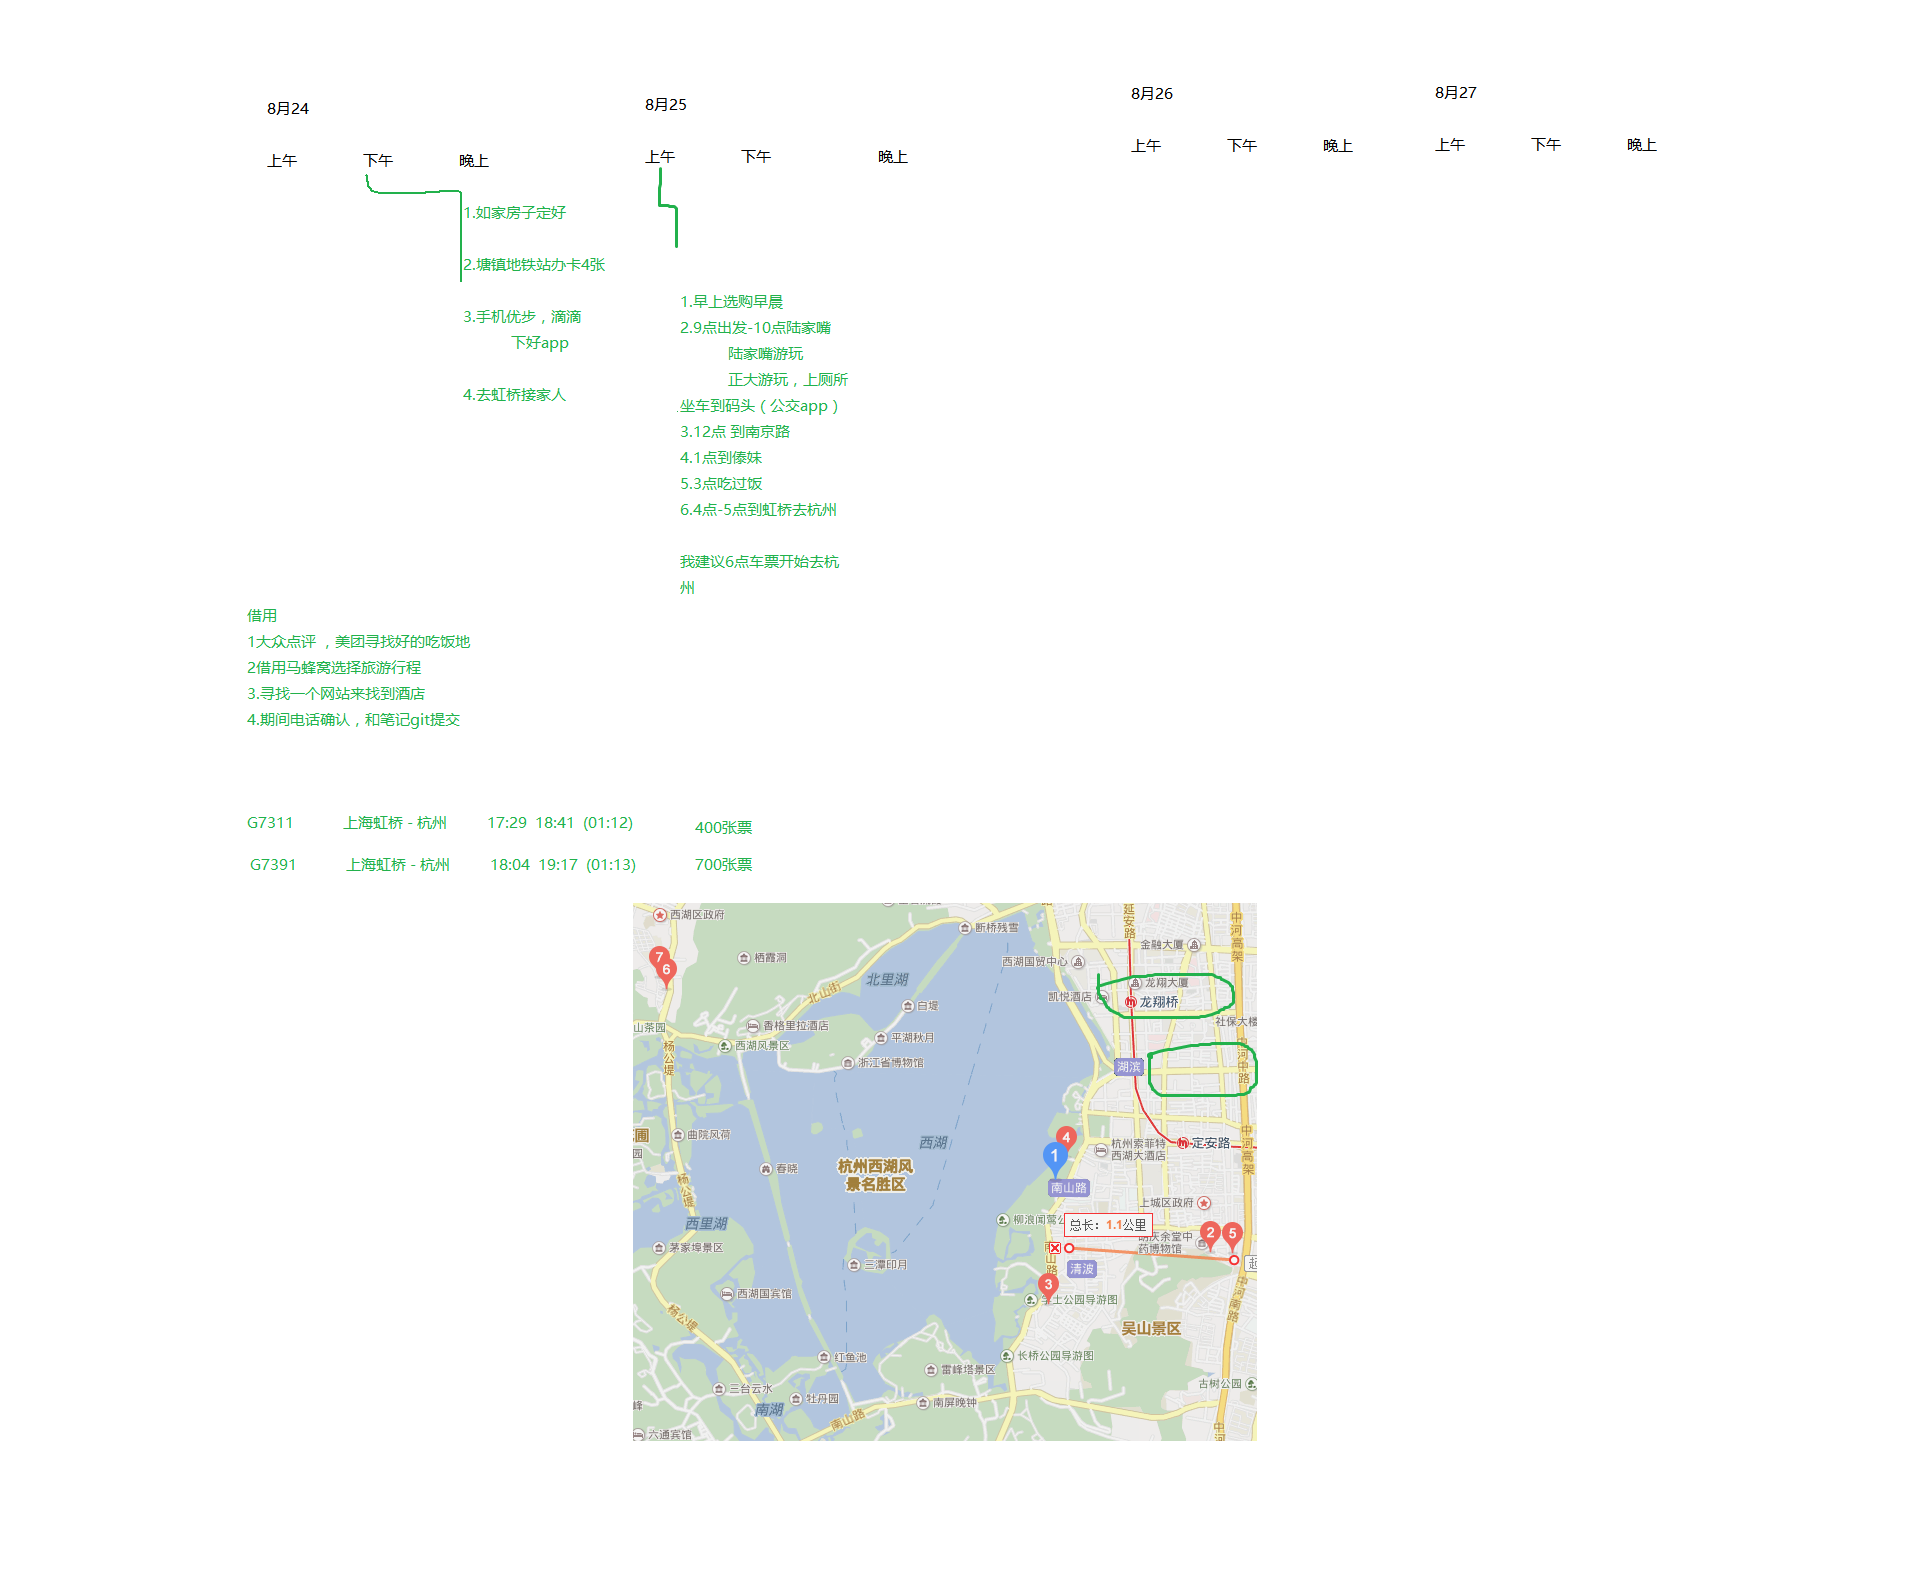 8月24
上午 下午 晚上
1.如家房子定好
2.塘镇地铁站办卡4张
3.手机优步，滴滴
下好app
4.去虹桥接家人
8月25
上午 下午 晚上
1.早上选购早晨
2.9点出发-10点陆家嘴
陆家嘴游玩
正大游玩，上厕所
坐车到码头（公交app）
3.12点 到南京路
4.1点到傣妹
5.3点吃过饭
6.4点-5点到虹桥去杭州
我建议6点车票开始去杭
州
8月26
上午 下午 晚上
8月27
上午 下午 晚上
借用
1大众点评 ，美团寻找好的吃饭地
2借用马蜂窝选择旅游行程
3.寻找一个网站来找到酒店
4.期间电话确认，和笔记git提交
G7311 上海虹桥 - 杭州 17:29 18:41 (01:12) 400张票
G7391 上海虹桥 - 杭州 18:04 19:17 (01:13) 700张票
西湖区政府
断桥残雪
延安路
金融大厦
中河高架
栖霞洞
西湖国贸中心
7
6
北里湖
龙翔大厦
北山街
凯悦酒店
龙翔桥
白堤
社保大楼
山茶园
香格里拉酒店
平湖秋月
西湖风景区
杨公堤
浙江省博物馆
湖滨
中河中路
曲院风荷
西湖
4
杭州索菲特
西湖大酒店
定安路
中河高架
园
1
春晓
杭州西湖风
景名胜区
南山路
杨公堤
上城区政府
西里湖
柳浪闻莺公
总长：1.1公里
2
5
胡庆余堂中
药博物馆
茅家埠景区
南山路
三潭印月
清波
起
3
西湖国宾馆
学士公园导游图
中河南路
杨公堤
吴山景区
红鱼池
长桥公园导游图
雷峰塔景区
三台云水
古树公园
牡丹园
南屏晚钟
南湖
南山路
峰
中河
六通宾馆